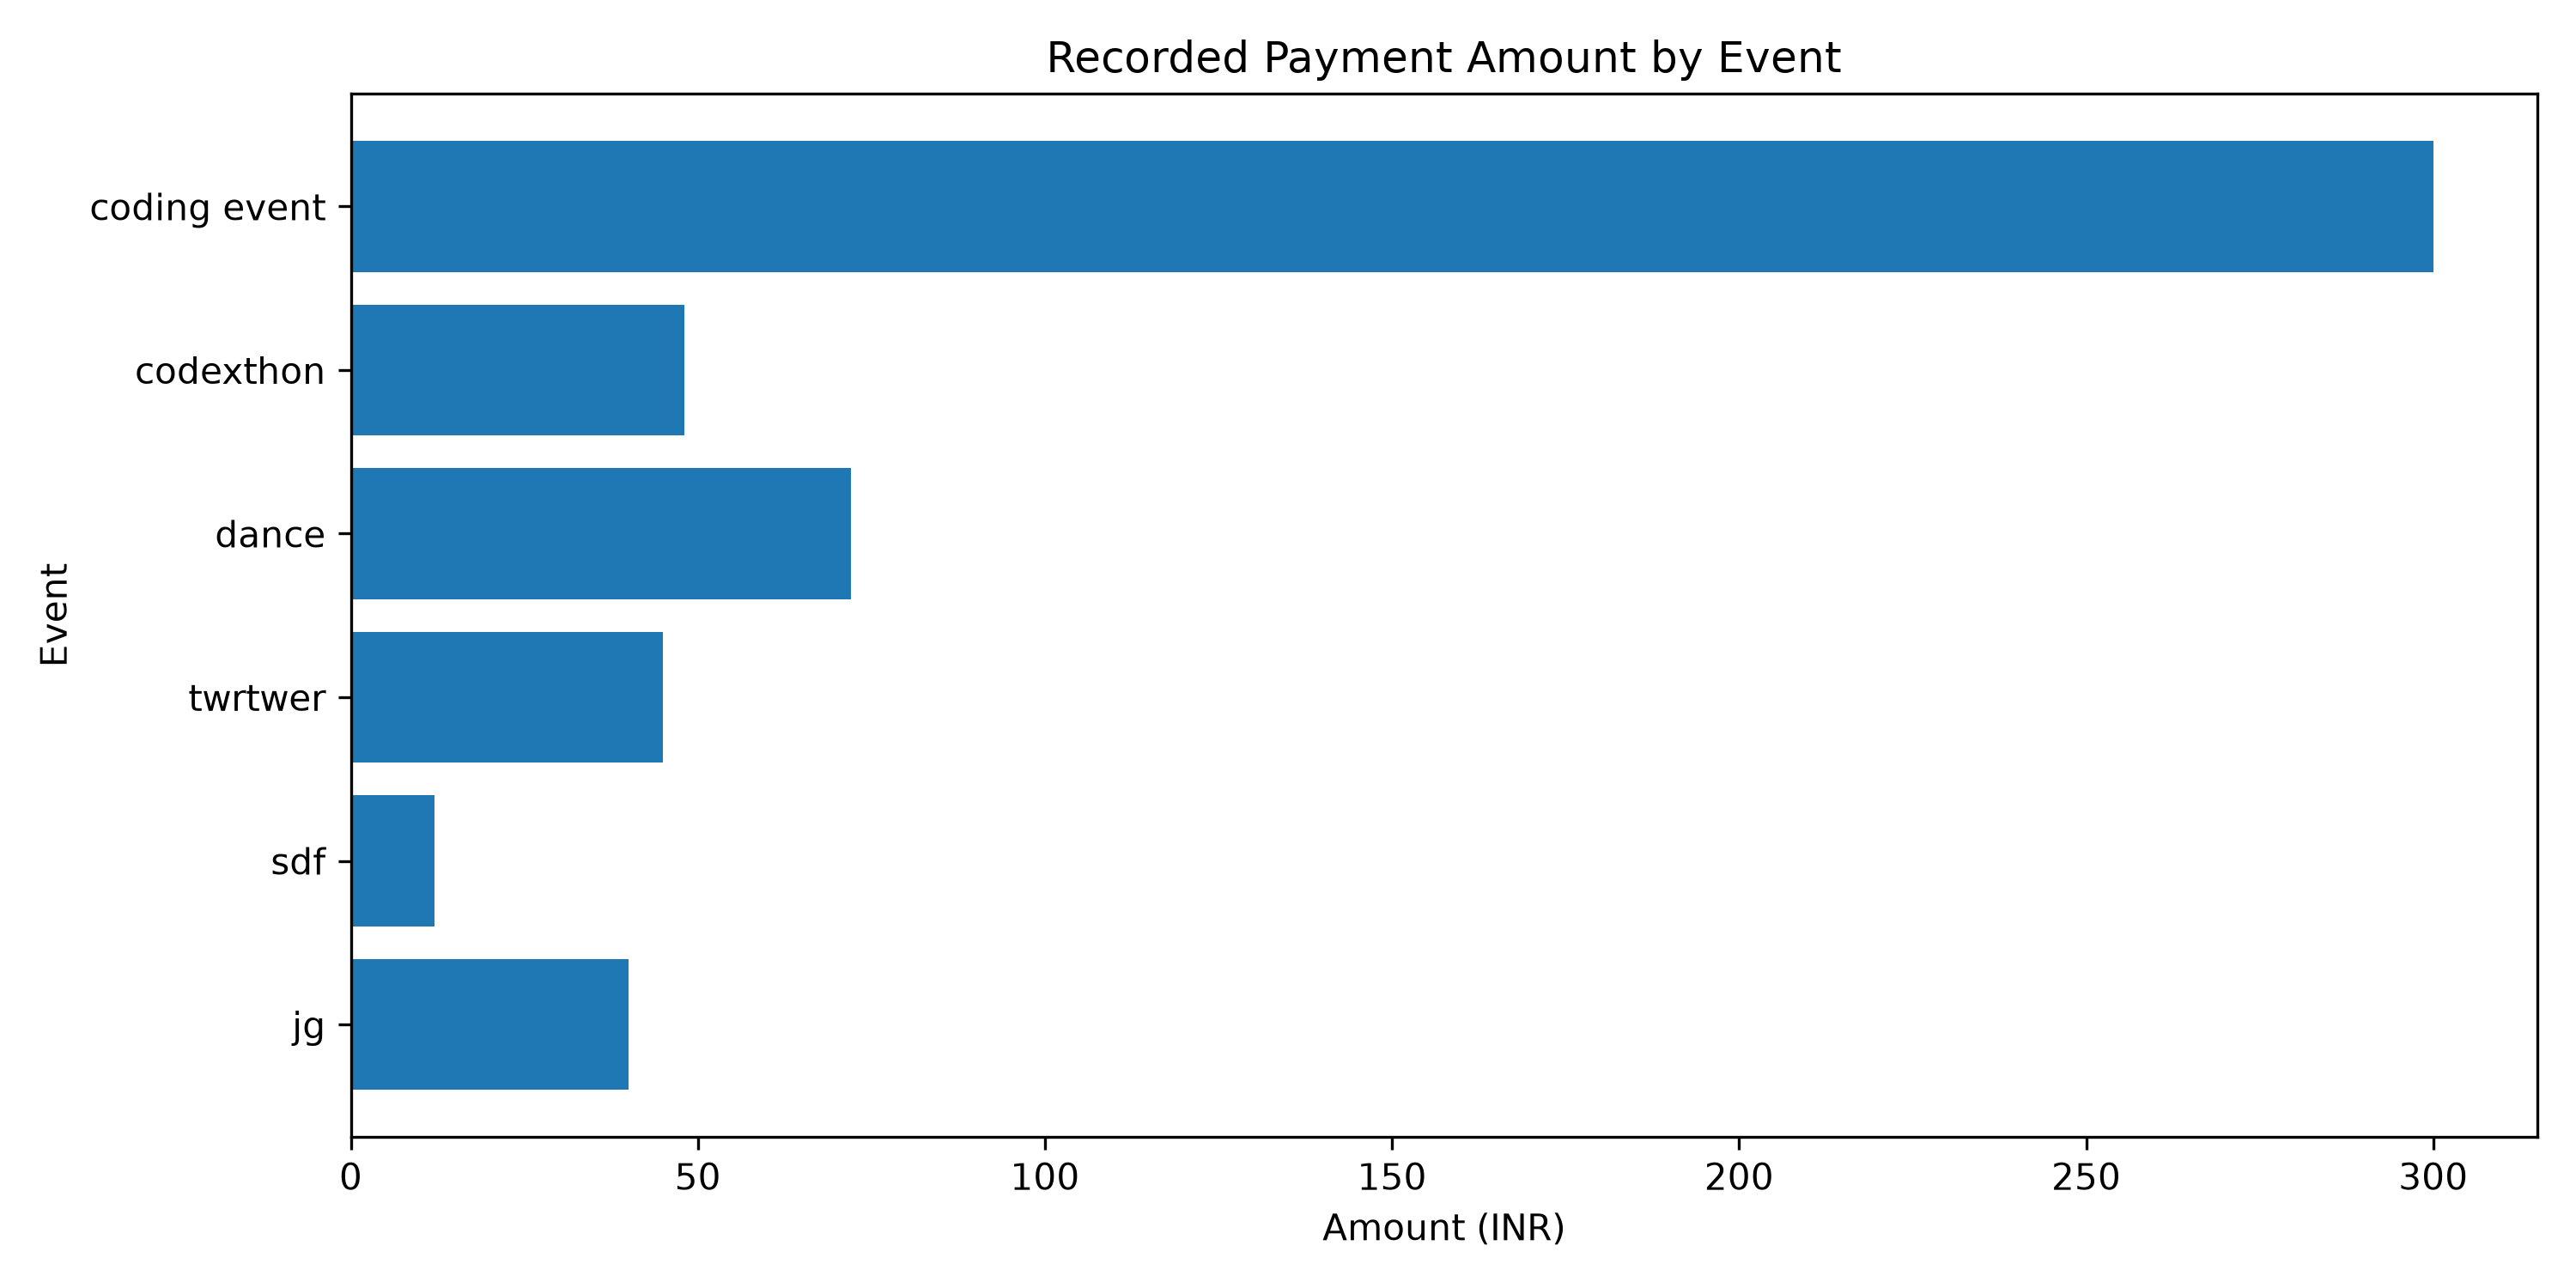 Recorded Payment Amount by Event
coding event
codexthon
dance
twrtwer
sdf
jg
Event
0 50 100 150 200 250 300
Amount (INR)